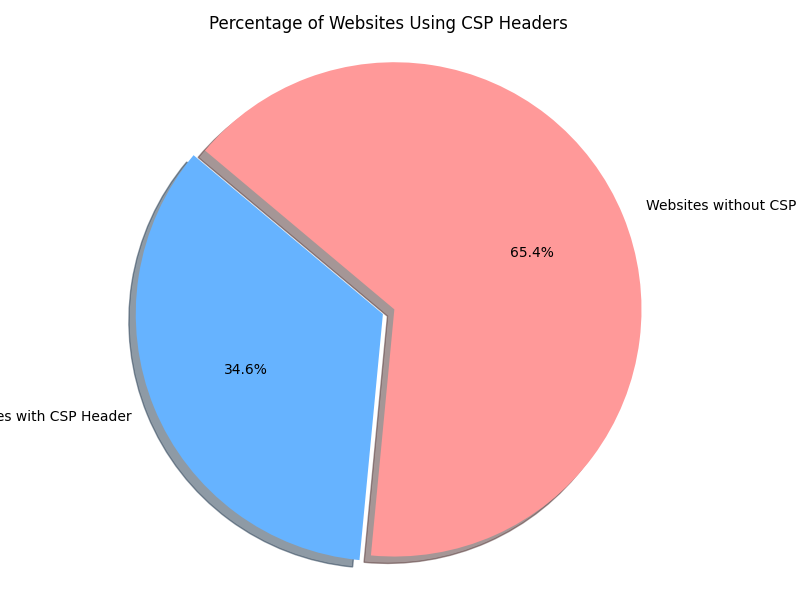 Percentage of Websites Using CSP Headers
Websites without CSP
65.4%
34.6%
es with CSP Header